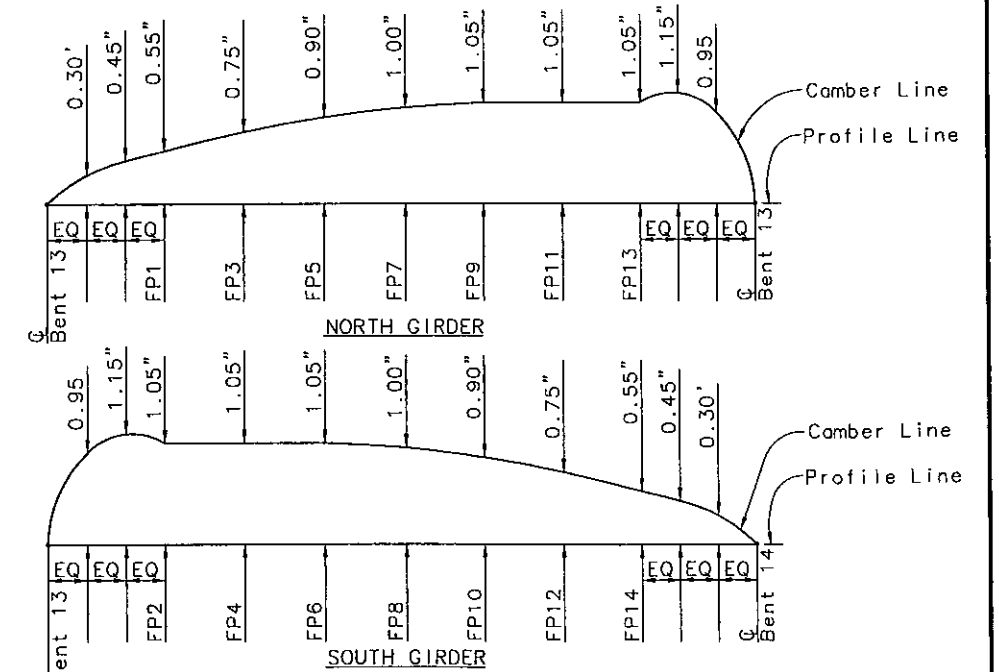 0.30'
0.45"
0.55"
0.75"
0.90"
1.00"
1.05"
1.05"
1.05"
1.15"
0.95
Camber Line
Profile Line
EQ EQ EQ
EQ EQ EQ
℄ Bent 13
FP1
FP3
FP5
FP7
FP9
FP11
FP13
℄ Bent 13
NORTH GIRDER
0.95
1.15"
1.05"
1.05"
1.05"
1.00"
0.90"
0.75"
0.55"
0.45"
0.30'
Camber Line
Profile Line
EQ EQ EQ
EQ EQ EQ
ent 13
FP2
FP4
FP6
FP8
FP10
FP12
FP14
℄ Bent 14
SOUTH GIRDER